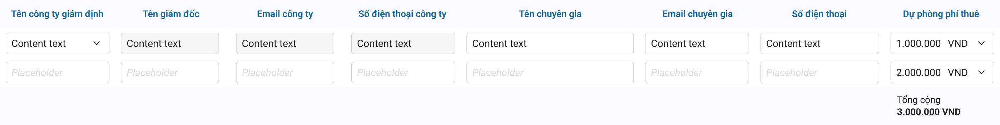 Tên công ty giám định Tên giám đốc Email công ty Số điện thoại công ty Tên chuyên gia Email chuyên gia Số điện thoại Dự phòng phí thuê
Content text Content text Content text Content text Content text Content text Content text 1.000.000 VND
Placeholder Placeholder Placeholder Placeholder Placeholder Placeholder Placeholder 2.000.000 VND
Tổng cộng
3.000.000 VND